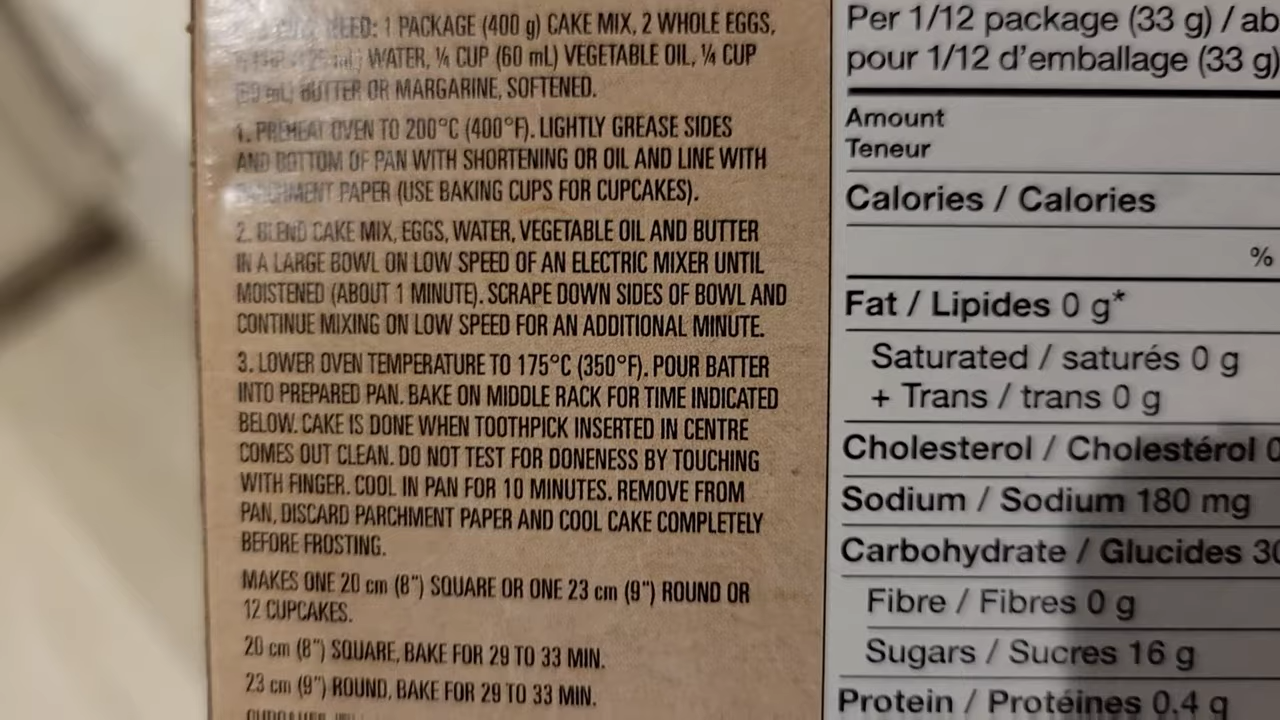 NEED: 1 PACKAGE (400 g) CAKE MIX, 2 WHOLE EGGS,
WATER, ¼ CUP (60 mL) VEGETABLE OIL, ¼ CUP
BUTTER OR MARGARINE, SOFTENED.
1. PREHEAT OVEN TO 200°C (400°F). LIGHTLY GREASE SIDES
AND BOTTOM OF PAN WITH SHORTENING OR OIL AND LINE WITH
PARCHMENT PAPER (USE BAKING CUPS FOR CUPCAKES).
2. BLEND CAKE MIX, EGGS, WATER, VEGETABLE OIL AND BUTTER
IN A LARGE BOWL ON LOW SPEED OF AN ELECTRIC MIXER UNTIL
MOISTENED (ABOUT 1 MINUTE). SCRAPE DOWN SIDES OF BOWL AND
CONTINUE MIXING ON LOW SPEED FOR AN ADDITIONAL MINUTE.
3. LOWER OVEN TEMPERATURE TO 175°C (350°F). POUR BATTER
INTO PREPARED PAN. BAKE ON MIDDLE RACK FOR TIME INDICATED
BELOW. CAKE IS DONE WHEN TOOTHPICK INSERTED IN CENTRE
COMES OUT CLEAN. DO NOT TEST FOR DONENESS BY TOUCHING
WITH FINGER. COOL IN PAN FOR 10 MINUTES. REMOVE FROM
PAN, DISCARD PARCHMENT PAPER AND COOL CAKE COMPLETELY
BEFORE FROSTING.
MAKES ONE 20 cm (8") SQUARE OR ONE 23 cm (9") ROUND OR
12 CUPCAKES.
20 cm (8") SQUARE, BAKE FOR 29 TO 33 MIN.
23 cm (9") ROUND, BAKE FOR 29 TO 33 MIN.
Per 1/12 package (33 g) / ab
pour 1/12 d'emballage (33 g)
Amount
Teneur
Calories / Calories
%
Fat / Lipides 0 g*
Saturated / saturés 0 g
+ Trans / trans 0 g
Cholesterol / Cholestérol 0
Sodium / Sodium 180 mg
Carbohydrate / Glucides 30
Fibre / Fibres 0 g
Sugars / Sucres 16 g
Protein / Protéines 0.4 g